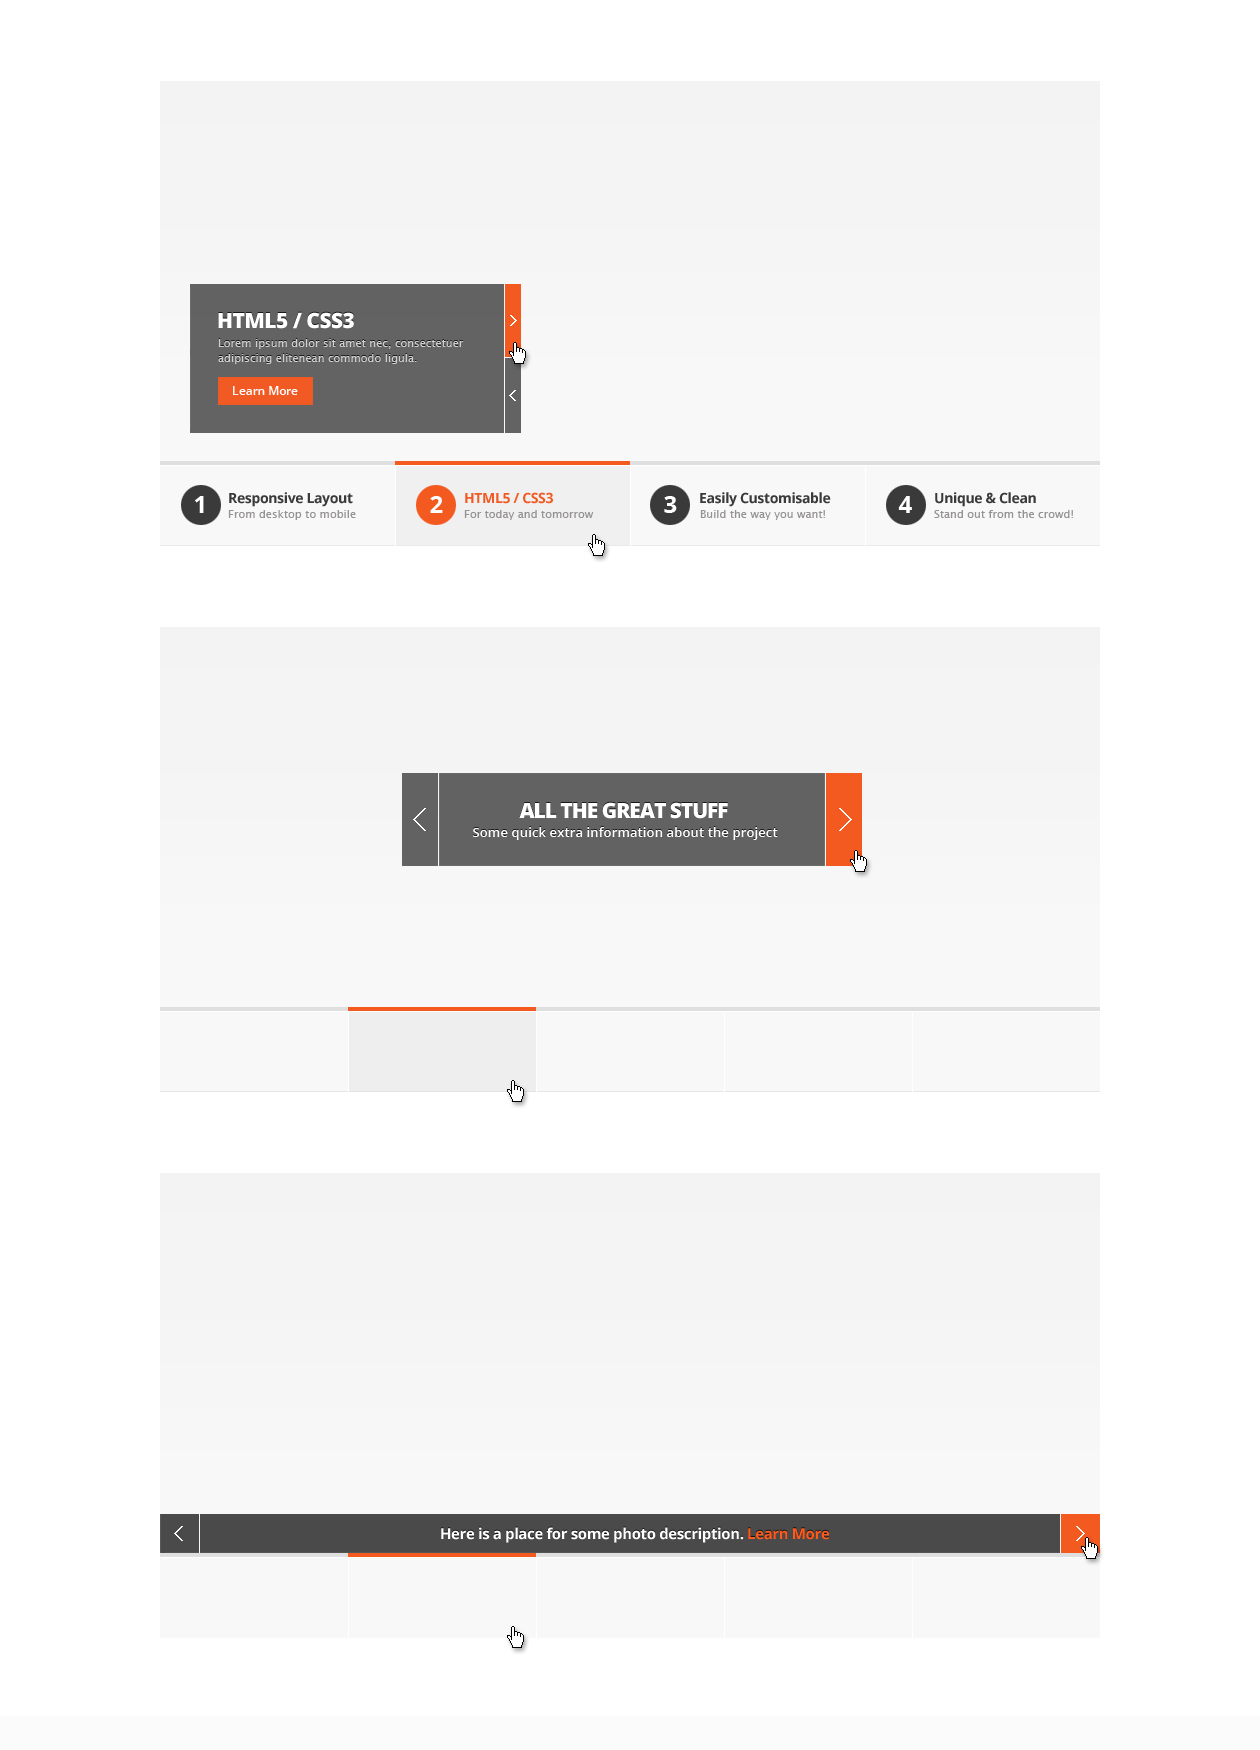 HTML5 / CSS3
Lorem ipsum dolor sit amet nec, consectetuer
adipiscing elitenean commodo ligula.
Learn More
1 Responsive Layout
From desktop to mobile
2 HTML5 / CSS3
For today and tomorrow
3 Easily Customisable
Build the way you want!
4 Unique & Clean
Stand out from the crowd!
ALL THE GREAT STUFF
Some quick extra information about the project
Here is a place for some photo description. Learn More